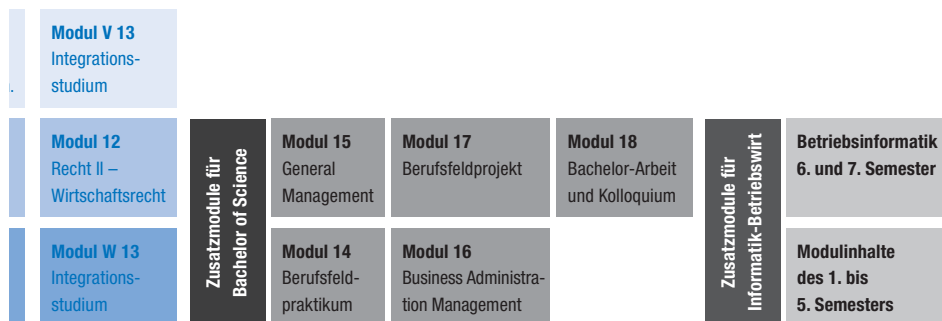 Modul V 13
Integrations-
studium
.
Modul 12
Recht II –
Wirtschaftsrecht
Modul W 13
Integrations-
studium
Zusatzmodule für
Bachelor of Science
Modul 15
General
Management
Modul 17
Berufsfeldprojekt
Modul 18
Bachelor-Arbeit
und Kolloquium
Modul 14
Berufsfeld-
praktikum
Modul 16
Business Administra-
tion Management
Zusatzmodule für
Informatik-Betriebswirt
Betriebsinformatik
6. und 7. Semester
Modulinhalte
des 1. bis
5. Semesters